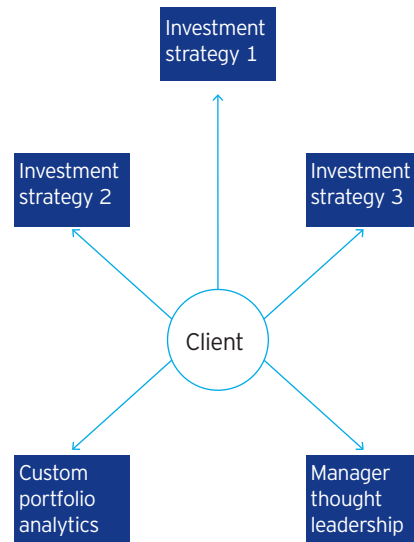 Investment
strategy 1
Investment
strategy 2
Investment
strategy 3
Client
Custom
portfolio
analytics
Manager
thought
leadership